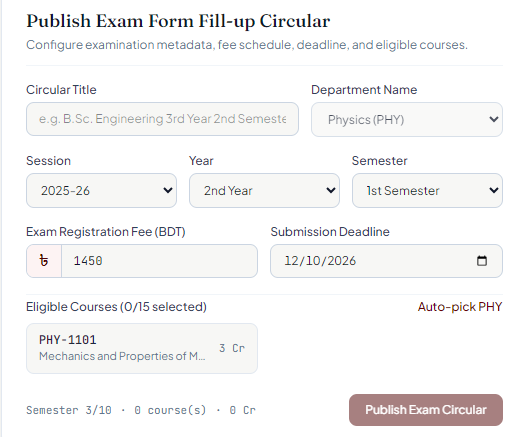 Publish Exam Form Fill-up Circular
Configure examination metadata, fee schedule, deadline, and eligible courses.
Circular Title
Department Name
e.g. B.Sc. Engineering 3rd Year 2nd Semeste
Physics (PHY)
Session
Year
Semester
2025-26
2nd Year
1st Semester
Exam Registration Fee (BDT)
Submission Deadline
৳ 1450
12/10/2026
Eligible Courses (0/15 selected)
Auto-pick PHY
PHY-1101
Mechanics and Properties of M...
3 Cr
Semester 3/10 · 0 course(s) · 0 Cr
Publish Exam Circular